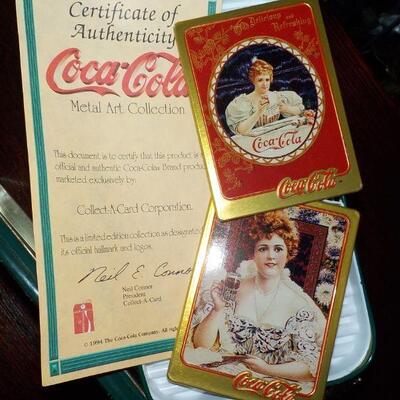 Certificate of
Authenticity
Coca-Cola
Metal Art Collection
This document is to certify that this product is
official and authentic Coca-Cola® Brand product
marketed exclusively by:
Collect-A-Card Corporation.
This is a limited edition collection as designated
its official hallmark and logos.
Neil E. Connor
Neil Connor
President
Collect-A-Card
© 1994 The Coca-Cola Company. All rights
Delicious and
Refreshing
Coca-Cola
Coca-Cola
Coca-Cola